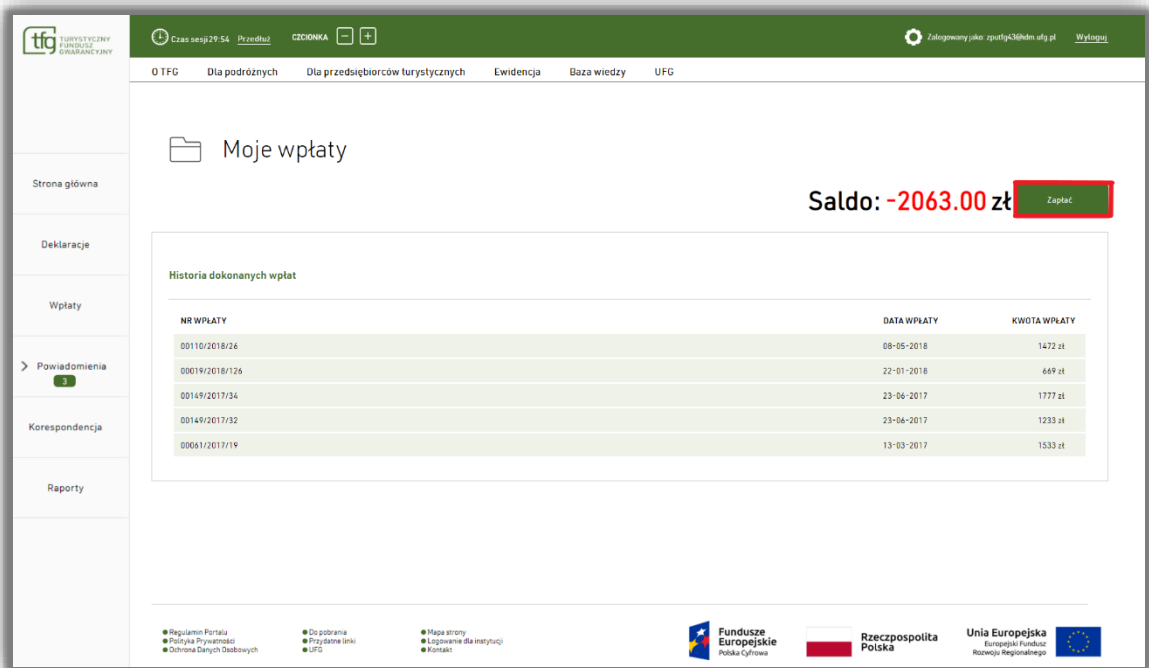 tfg TURYSTYCZNY
FUNDUSZ
GWARANCYJNY
Czas sesji 29:54 Przedłuż CZCIONKA − +
Zalogowany jako: zputfg43@hdm.ufg.pl Wyloguj
O TFG Dla podróżnych Dla przedsiębiorców turystycznych Ewidencja Baza wiedzy UFG
Moje wpłaty
Strona główna
Saldo: -2063.00 zł Zapłać
Deklaracje
Historia dokonanych wpłat
Wpłaty
NR WPŁATY DATA WPŁATY KWOTA WPŁATY
00110/2018/26 08-05-2018 1472 zł
00019/2018/126 22-01-2018 669 zł
00149/2017/34 23-06-2017 1777 zł
00149/2017/32 23-06-2017 1233 zł
00061/2017/19 13-03-2017 1533 zł
Powiadomienia
3
Korespondencja
Raporty
Regulamin Portalu
Polityka Prywatności
Ochrona Danych Osobowych
Do pobrania
Przydatne linki
UFG
Mapa strony
Logowanie dla instytucji
Kontakt
Fundusze
Europejskie
Polska Cyfrowa
Rzeczpospolita
Polska
Unia Europejska
Europejski Fundusz
Rozwoju Regionalnego